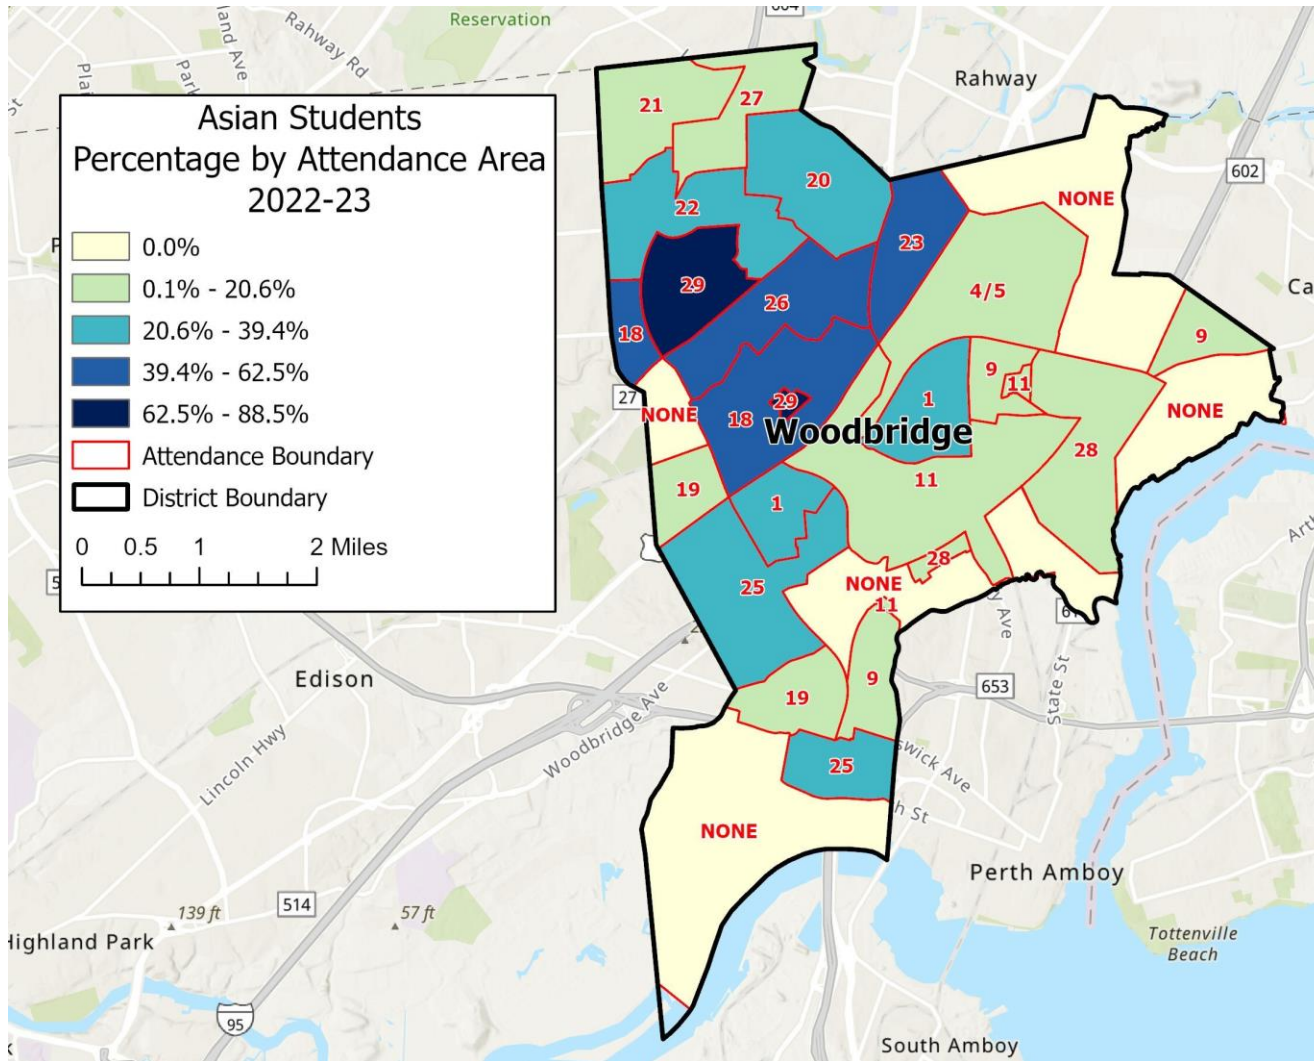 604
Reservation
Rahway Rd
Rahway
602
Asian Students
Percentage by Attendance Area
2022-23
0.0%
0.1% - 20.6%
20.6% - 39.4%
39.4% - 62.5%
62.5% - 88.5%
Attendance Boundary
District Boundary
0 0.5 1 2 Miles
21
27
20
22
NONE
23
4/5
29
26
18
9
27
NONE
9
11
1
NONE
29
18
Woodbridge
28
11
19
1
25
28
NONE
11
9
19
25
NONE
Edison
653
State St
Woodbridge Ave
Lincoln Hwy
Perth Amboy
514
139 ft
57 ft
Highland Park
Tottenville
Beach
95
South Amboy